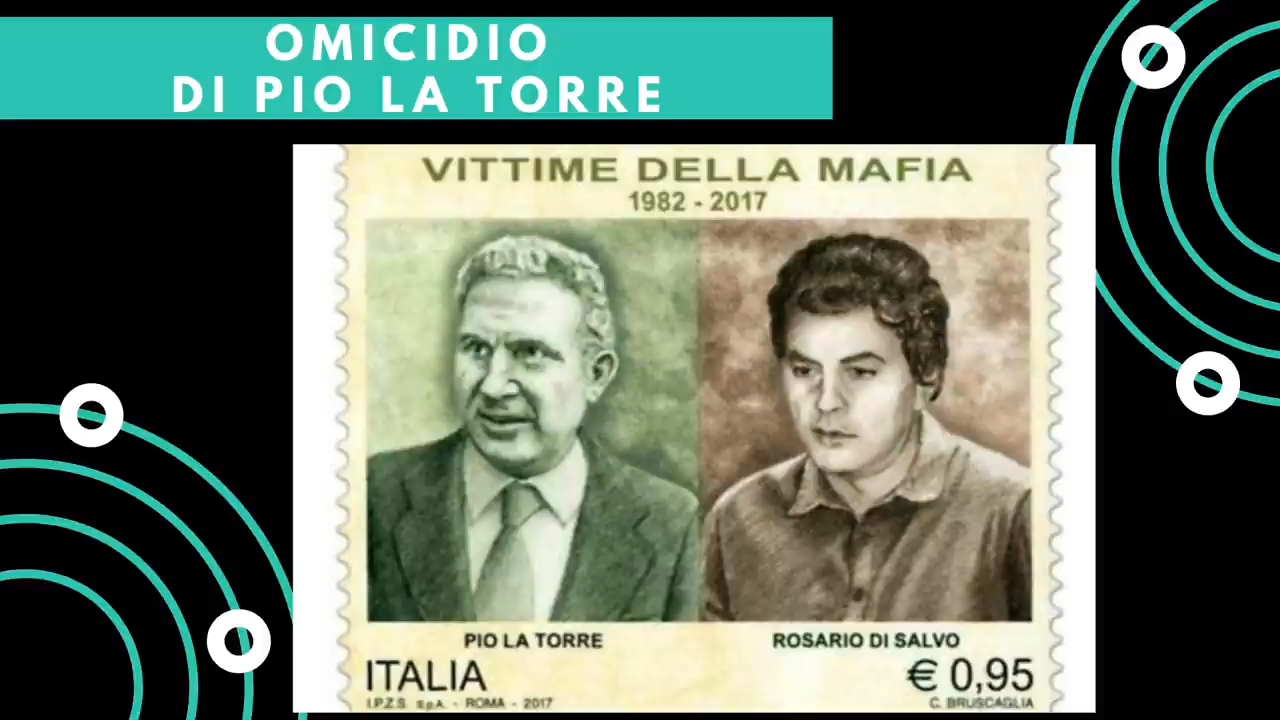 OMICIDIO
DI PIO LA TORRE
VITTIME DELLA MAFIA
1982 - 2017
PIO LA TORRE
ROSARIO DI SALVO
ITALIA
€ 0,95
I.P.Z.S. S.p.A. - ROMA - 2017
C. BRUSCAGLIA